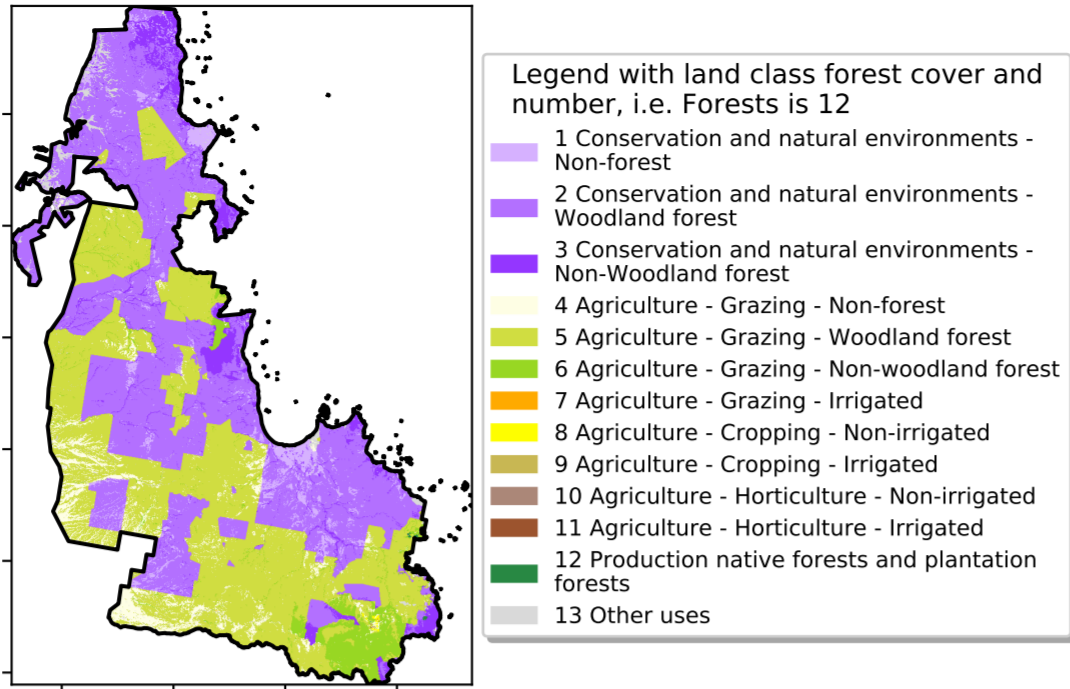 Legend with land class forest cover and
number, i.e. Forests is 12
1 Conservation and natural environments -
Non-forest
2 Conservation and natural environments -
Woodland forest
3 Conservation and natural environments -
Non-Woodland forest
4 Agriculture - Grazing - Non-forest
5 Agriculture - Grazing - Woodland forest
6 Agriculture - Grazing - Non-woodland forest
7 Agriculture - Grazing - Irrigated
8 Agriculture - Cropping - Non-irrigated
9 Agriculture - Cropping - Irrigated
10 Agriculture - Horticulture - Non-irrigated
11 Agriculture - Horticulture - Irrigated
12 Production native forests and plantation
forests
13 Other uses